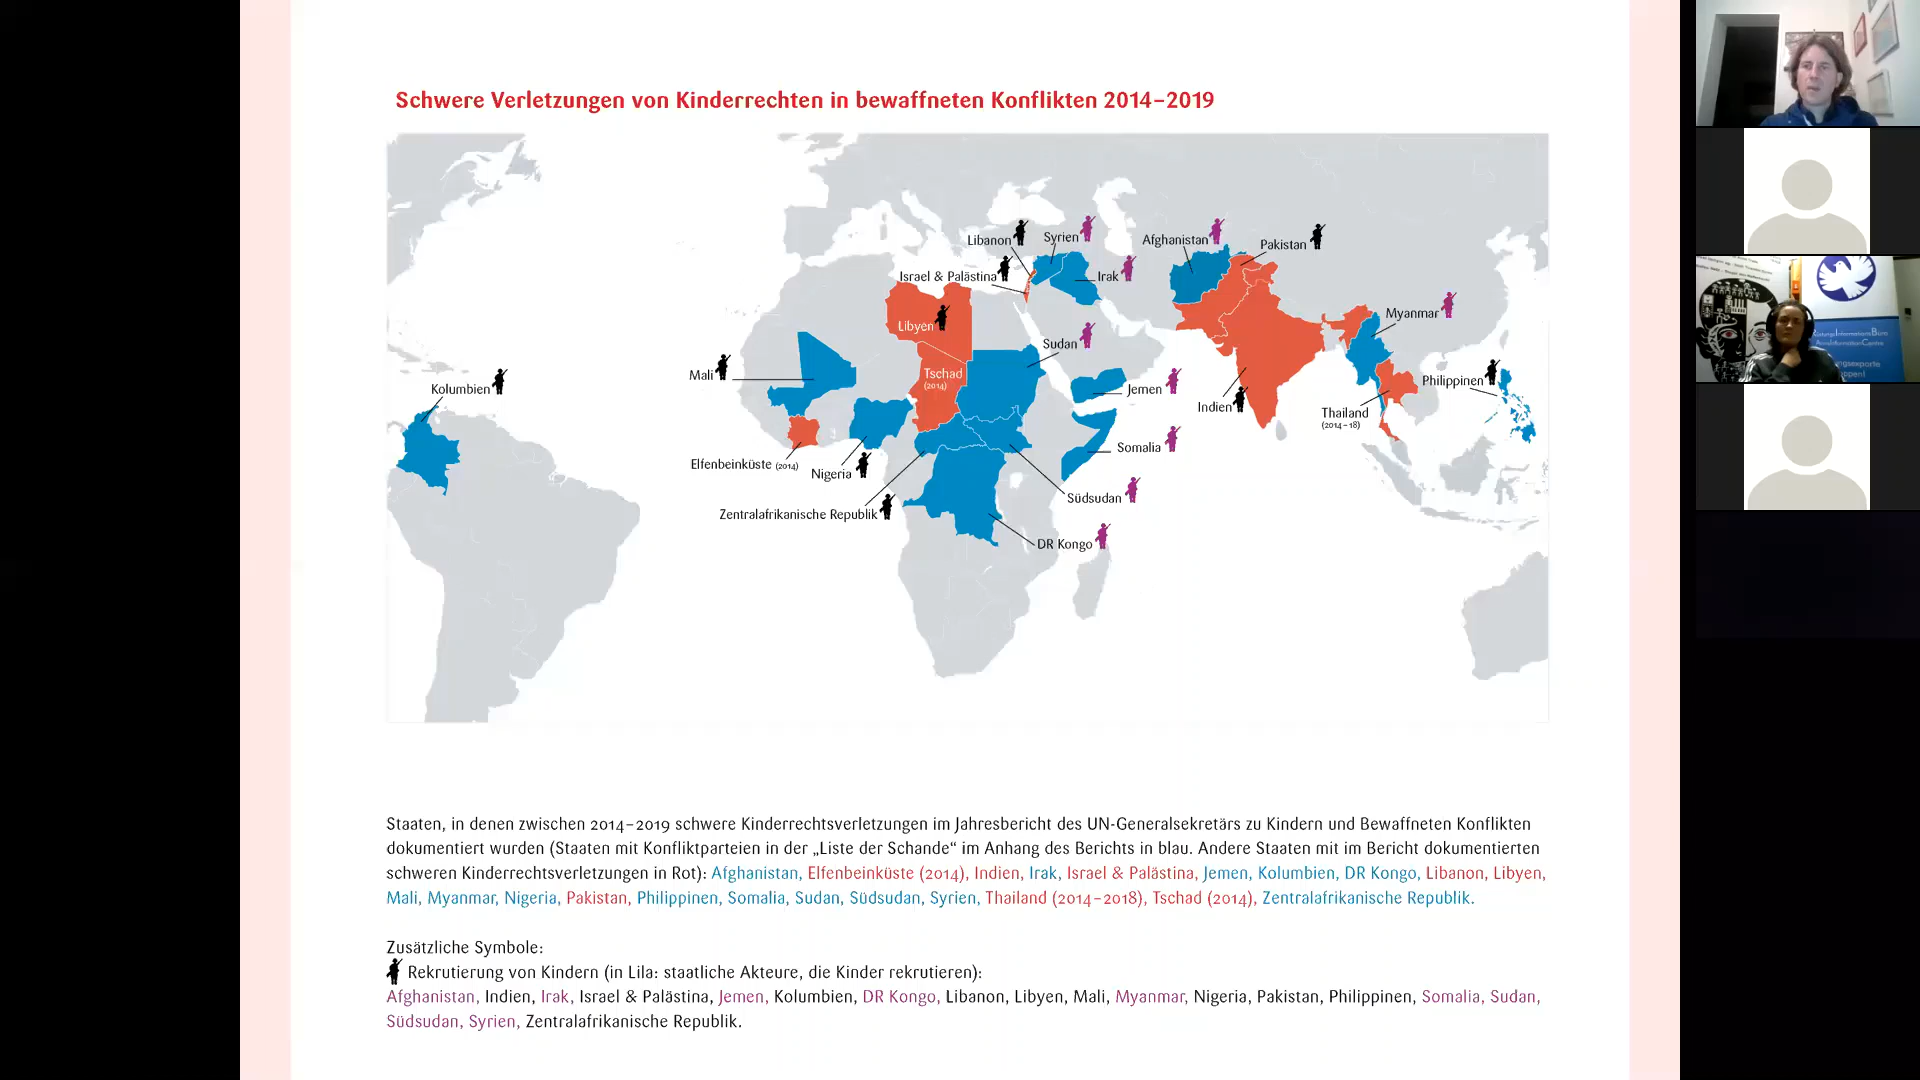 Schwere Verletzungen von Kinderrechten in bewaffneten Konflikten 2014–2019
Libanon
Syrien
Afghanistan
Pakistan
Israel & Palästina
Irak
Libyen
Myanmar
Sudan
Mali
Tschad
(2014)
Kolumbien
Jemen
Philippinen
Indien
Thailand
(2014–18)
Somalia
Elfenbeinküste (2014)
Nigeria
Südsudan
Zentralafrikanische Republik
DR Kongo
Staaten, in denen zwischen 2014–2019 schwere Kinderrechtsverletzungen im Jahresbericht des UN-Generalsekretärs zu Kindern und Bewaffneten Konflikten
dokumentiert wurden (Staaten mit Konfliktparteien in der „Liste der Schande“ im Anhang des Berichts in blau. Andere Staaten mit im Bericht dokumentierten
schweren Kinderrechtsverletzungen in Rot): Afghanistan, Elfenbeinküste (2014), Indien, Irak, Israel & Palästina, Jemen, Kolumbien, DR Kongo, Libanon, Libyen,
Mali, Myanmar, Nigeria, Pakistan, Philippinen, Somalia, Sudan, Südsudan, Syrien, Thailand (2014–2018), Tschad (2014), Zentralafrikanische Republik.
Zusätzliche Symbole:
Rekrutierung von Kindern (in Lila: staatliche Akteure, die Kinder rekrutieren):
Afghanistan, Indien, Irak, Israel & Palästina, Jemen, Kolumbien, DR Kongo, Libanon, Libyen, Mali, Myanmar, Nigeria, Pakistan, Philippinen, Somalia, Sudan,
Südsudan, Syrien, Zentralafrikanische Republik.